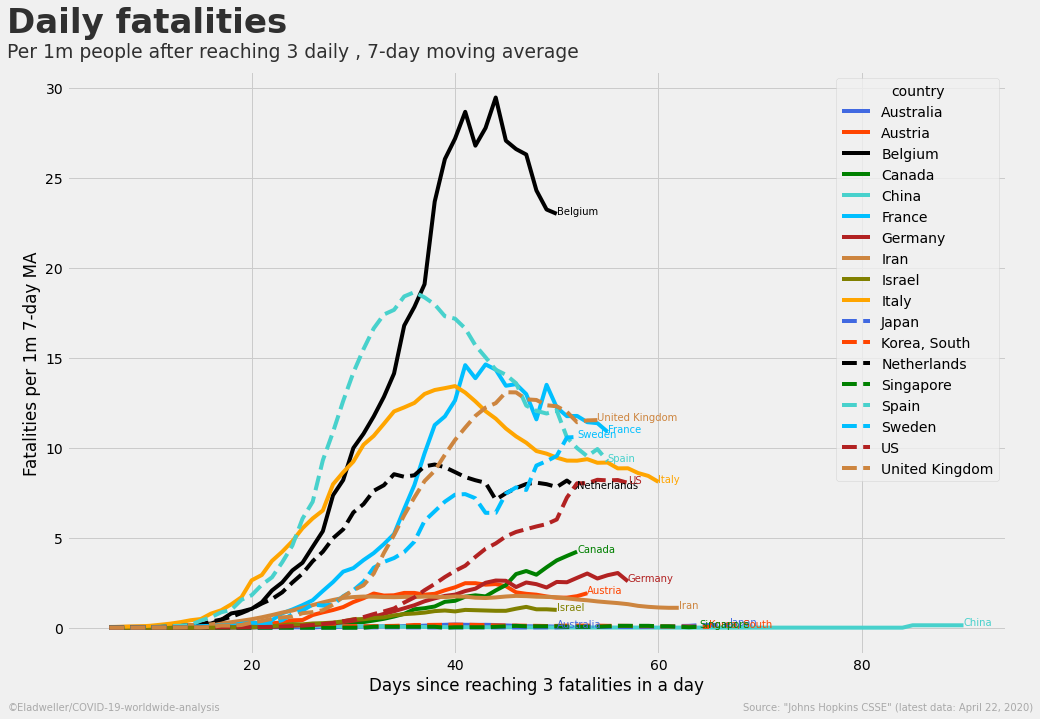 Daily fatalities
Per 1m people after reaching 3 daily , 7-day moving average
Fatalities per 1m 7-day MA
30
25
20
15
10
5
0
20
40
60
80
Days since reaching 3 fatalities in a day
country
Australia
Austria
Belgium
Canada
China
France
Germany
Iran
Israel
Italy
Japan
Korea, South
Netherlands
Singapore
Spain
Sweden
US
United Kingdom
Belgium
United Kingdom
France
Sweden
Spain
Italy
US
Netherlands
Canada
Germany
Austria
Iran
Israel
Australia
Singapore
Korea, South
Japan
China
©Eladweller/COVID-19-worldwide-analysis
Source: "Johns Hopkins CSSE" (latest data: April 22, 2020)